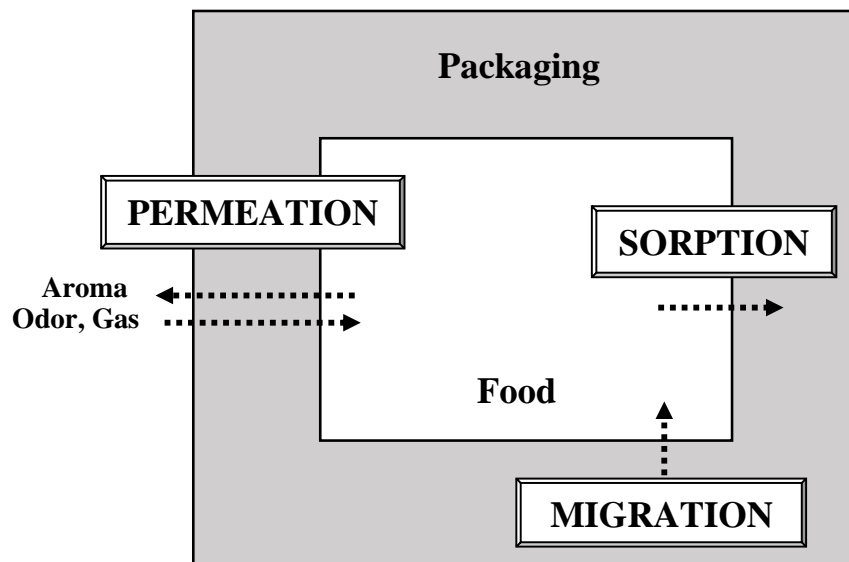 Packaging
PERMEATION
SORPTION
Aroma
Odor, Gas
Food
MIGRATION